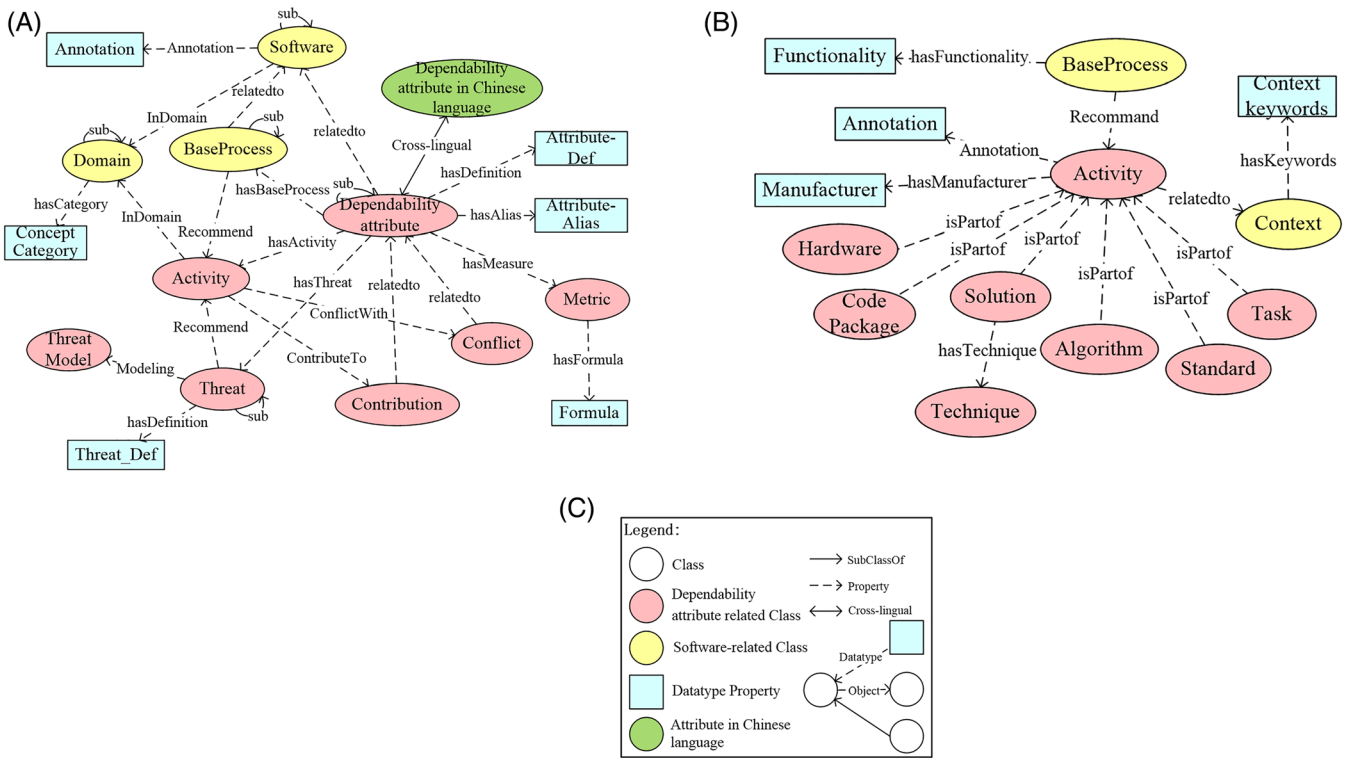 (A)
sub
Software
Annotation
Annotation
Dependability
attribute in Chinese
language
relatedto
InDomain
sub
sub
relatedto
Attribute-
Def
Cross-lingual
Domain
BaseProcess
hasDefinition
sub
hasBaseProcess
hasCategory
Dependability
attribute
hasAlias
Attribute-
Alias
InDomain
Concept
Category
Recommend
hasActivity
hasMeasure
Activity
hasThreat
relatedto
relatedto
Metric
ConflictWith
Recommend
Threat
Model
Conflict
ContributeTo
hasFormula
Modeling
Threat
Contribution
sub
hasDefinition
Formula
Threat_Def
(B)
Functionality
hasFunctionality
BaseProcess
Context
keywords
Annotation
Recommand
Annotation
hasKeywords
Manufacturer
hasManufacturer
Activity
relatedto
isPartof
Context
Hardware
isPartof
isPartof
isPartof
isPartof
isPartof
Solution
Code
Package
Task
hasTechnique
Algorithm
Standard
Technique
(C)
Legend:
Class
SubClassOf
Dependability
attribute related Class
Property
Cross-lingual
Software-related Class
Datatype
Datatype Property
Object
Attribute in Chinese
language